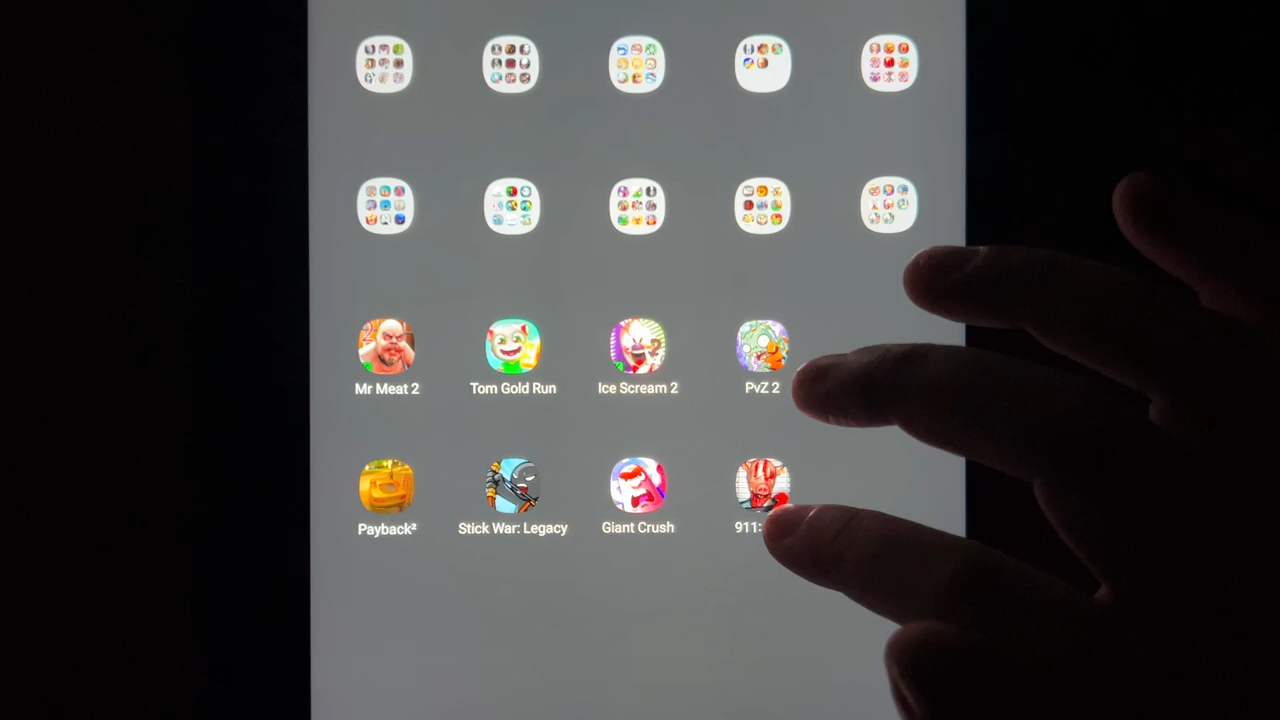 Mr Meat 2
Tom Gold Run
Ice Scream 2
PvZ 2
Payback²
Stick War: Legacy
Giant Crush
911: